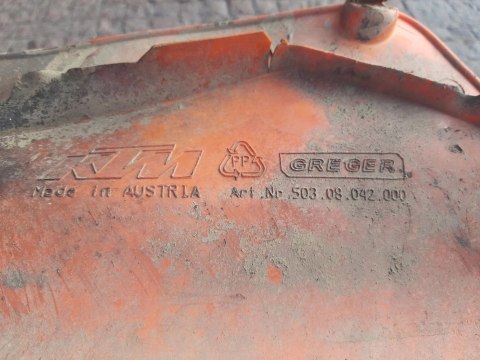 KTM PP GREGER
Made in AUSTRIA Art.Nr.503.08.042.000